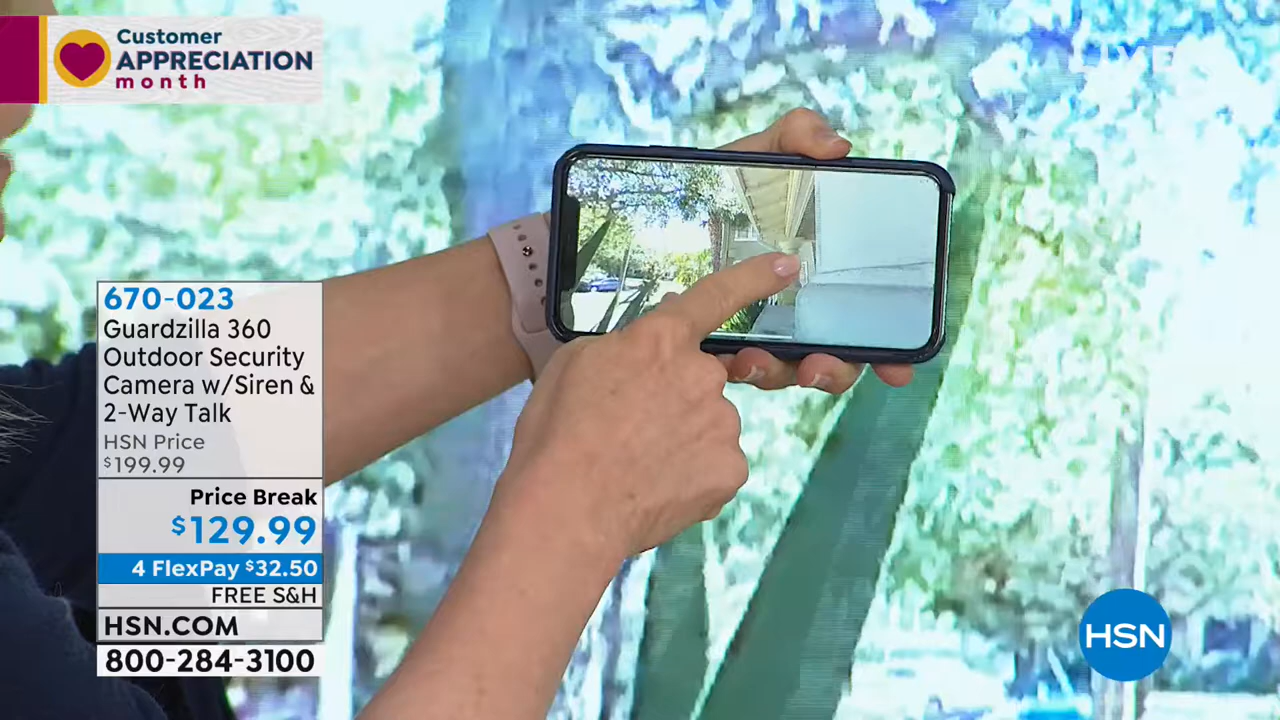 Customer
APPRECIATION
month
LIVE
670-023
Guardzilla 360
Outdoor Security
Camera w/Siren &
2-Way Talk
HSN Price
$199.99
Price Break
$129.99
4 FlexPay $32.50
FREE S&H
HSN.COM
800-284-3100
HSN